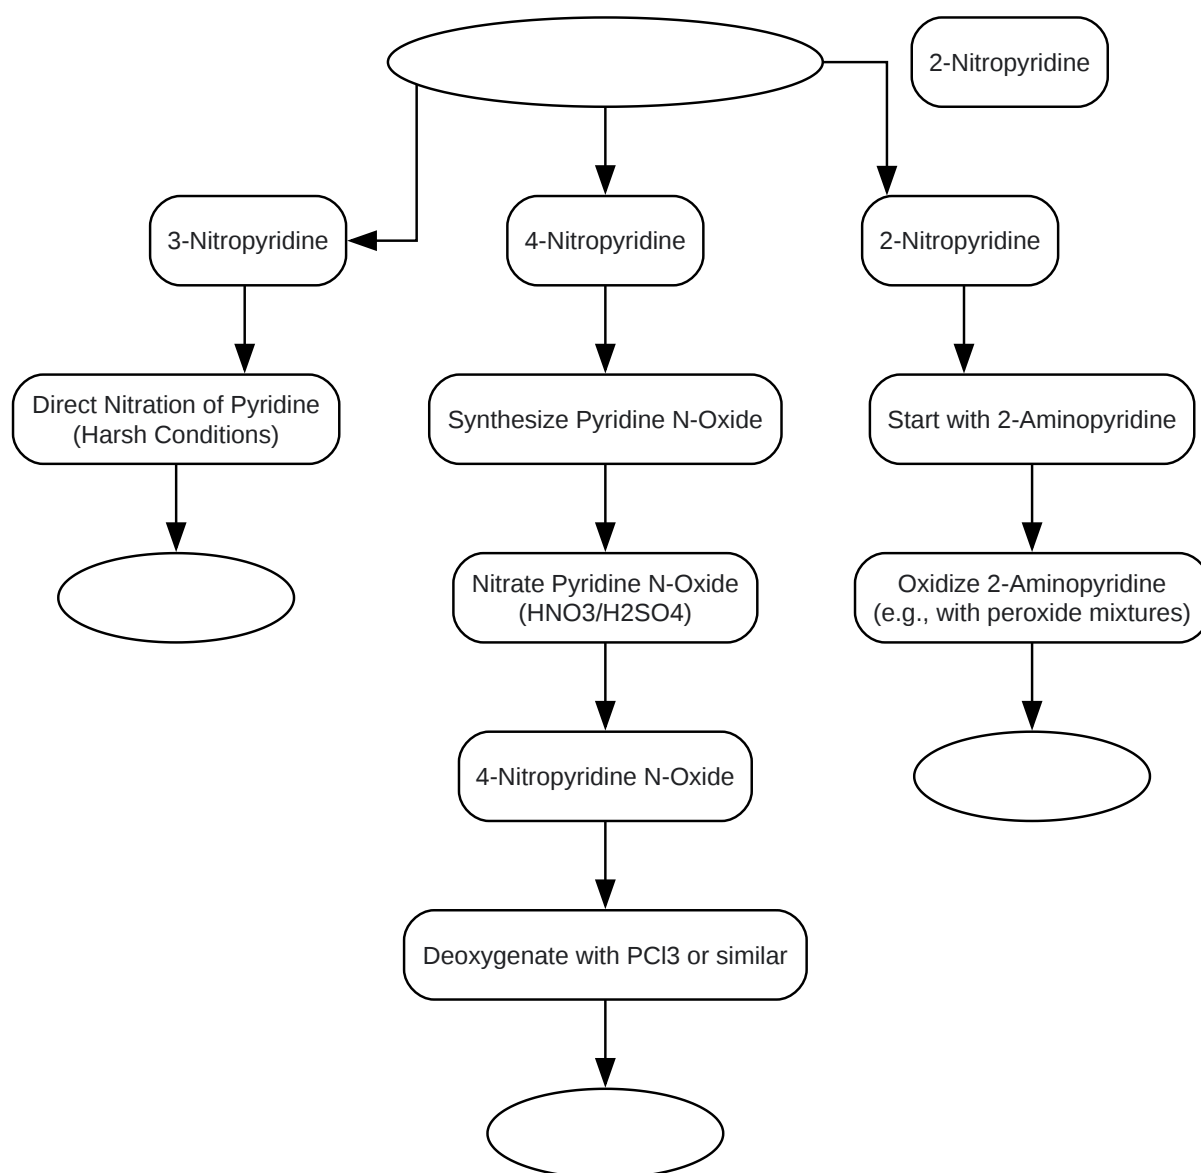 2-Nitropyridine
3-Nitropyridine
4-Nitropyridine
2-Nitropyridine
Direct Nitration of Pyridine
(Harsh Conditions)
Synthesize Pyridine N-Oxide
Start with 2-Aminopyridine
Nitrate Pyridine N-Oxide
(HNO3/H2SO4)
Oxidize 2-Aminopyridine
(e.g., with peroxide mixtures)
4-Nitropyridine N-Oxide
Deoxygenate with PCl3 or similar